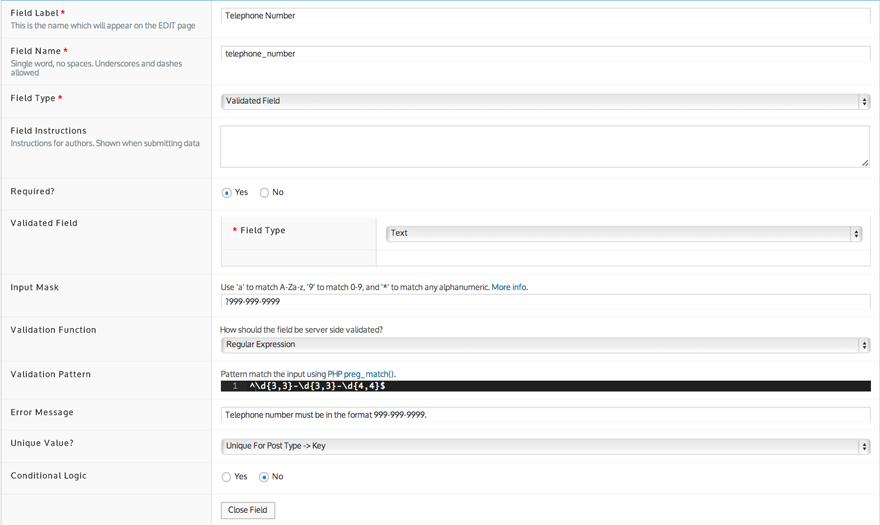 Field Label *
This is the name which will appear on the EDIT page
Telephone Number
Field Name *
Single word, no spaces. Underscores and dashes
allowed
telephone_number
Field Type *
Validated Field
Field Instructions
Instructions for authors. Shown when submitting data
Required?
Yes No
Validated Field
* Field Type
Text
Input Mask
Use 'a' to match A-Za-z, '9' to match 0-9, and '*' to match any alphanumeric. More info.
?999-999-9999
Validation Function
How should the field be server side validated?
Regular Expression
Validation Pattern
Pattern match the input using PHP preg_match().
1 ^\d{3,3}-\d{3,3}-\d{4,4}$
Error Message
Telephone number must be in the format 999-999-9999.
Unique Value?
Unique For Post Type -> Key
Conditional Logic
Yes No
Close Field